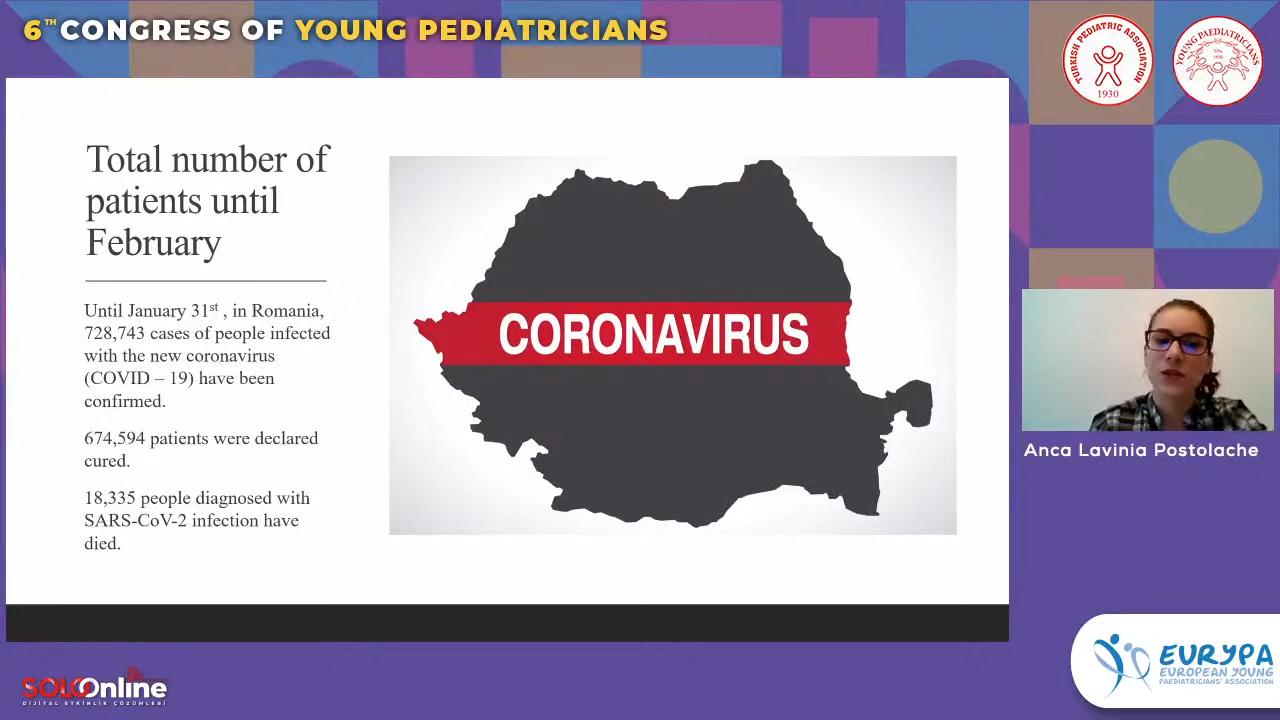 6TH CONGRESS OF YOUNG PEDIATRICIANS
TURKISH PEDIATRIC ASSOCIATION
1930
YOUNG PAEDIATRICIANS
Total number of
patients until
February
Until January 31st , in Romania,
728,743 cases of people infected
with the new coronavirus
(COVID – 19) have been
confirmed.
674,594 patients were declared
cured.
18,335 people diagnosed with
SARS-CoV-2 infection have
died.
CORONAVIRUS
Anca Lavinia Postolache
EURYPA
EUROPEAN YOUNG
PAEDIATRICIANS' ASSOCIATION
SOLO Online
DİJİTAL ETKİNLİK ÇÖZÜMLERİ